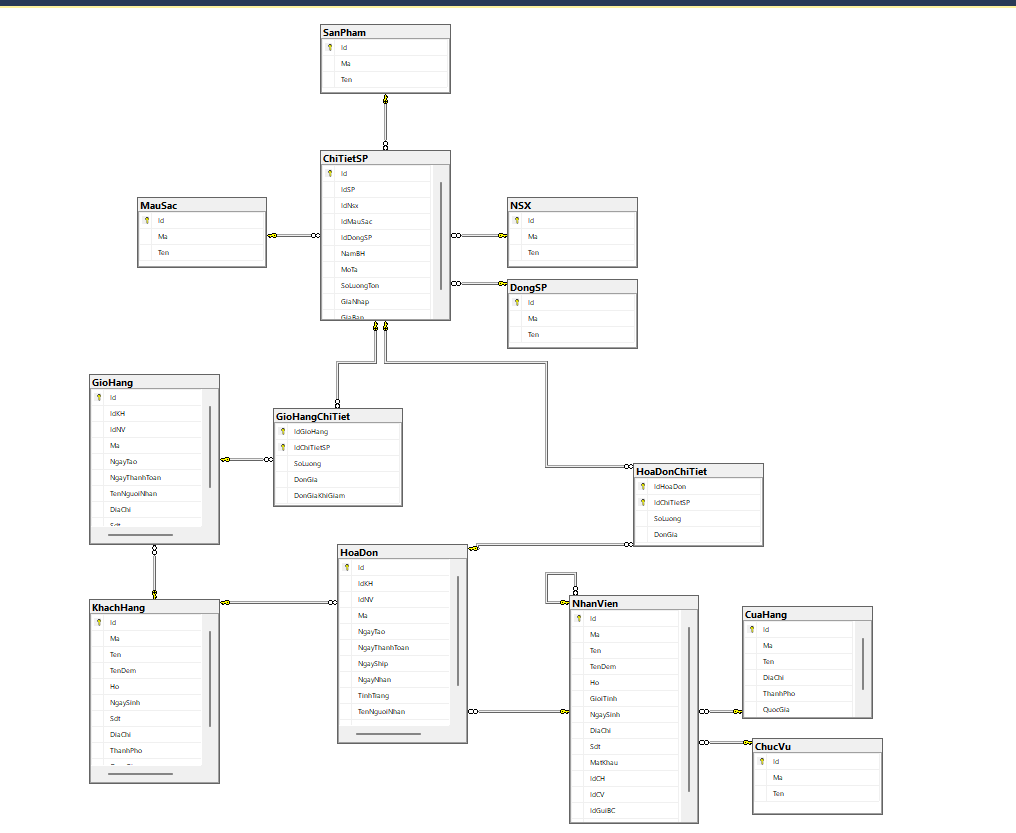 SanPham
Id
Ma
Ten
ChiTietSP
Id
IdSP
IdNsx
IdMauSac
IdDongSP
NamBH
MoTa
SoLuongTon
GiaNhap
GiaBan
MauSac
Id
Ma
Ten
NSX
Id
Ma
Ten
DongSP
Id
Ma
Ten
GioHang
Id
IdKH
IdNV
Ma
NgayTao
NgayThanhToan
TenNguoiNhan
DiaChi
Sdt
GioHangChiTiet
IdGioHang
IdChiTietSP
SoLuong
DonGia
DonGiaKhiGiam
HoaDonChiTiet
IdHoaDon
IdChiTietSP
SoLuong
DonGia
HoaDon
Id
IdKH
IdNV
Ma
NgayTao
NgayThanhToan
NgayShip
NgayNhan
TinhTrang
TenNguoiNhan
KhachHang
Id
Ma
Ten
TenDem
Ho
NgaySinh
Sdt
DiaChi
ThanhPho
NhanVien
Id
Ma
Ten
TenDem
Ho
GioiTinh
NgaySinh
DiaChi
Sdt
MatKhau
IdCH
IdCV
IdGuiBC
CuaHang
Id
Ma
Ten
DiaChi
ThanhPho
QuocGia
ChucVu
Id
Ma
Ten